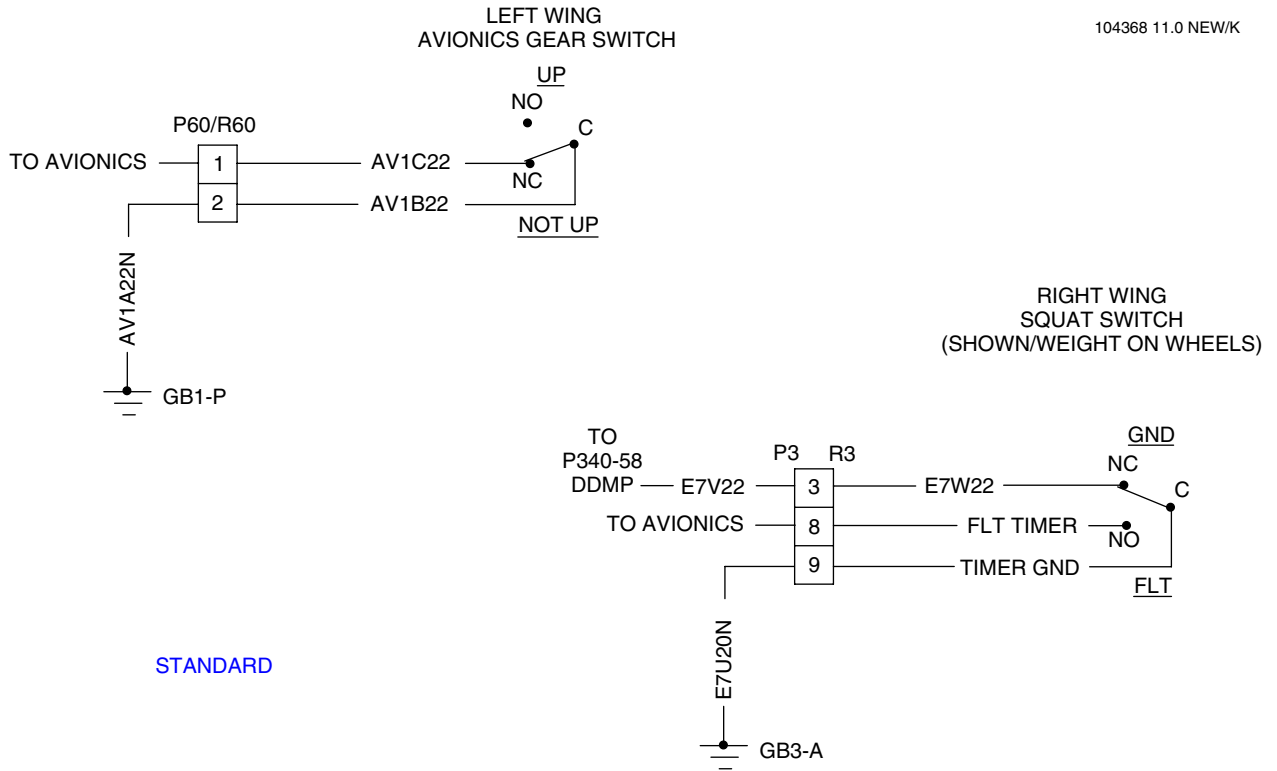 LEFT WING
AVIONICS GEAR SWITCH
104368 11.0 NEW/K
UP
NO
P60/R60
C
TO AVIONICS
1
AV1C22
NC
2
AV1B22
NOT UP
AV1A22N
GB1-P
RIGHT WING
SQUAT SWITCH
(SHOWN/WEIGHT ON WHEELS)
TO
P340-58
DDMP
E7V22
P3
R3
GND
NC
3
E7W22
C
TO AVIONICS
8
FLT TIMER
NO
9
TIMER GND
FLT
E7U20N
STANDARD
GB3-A